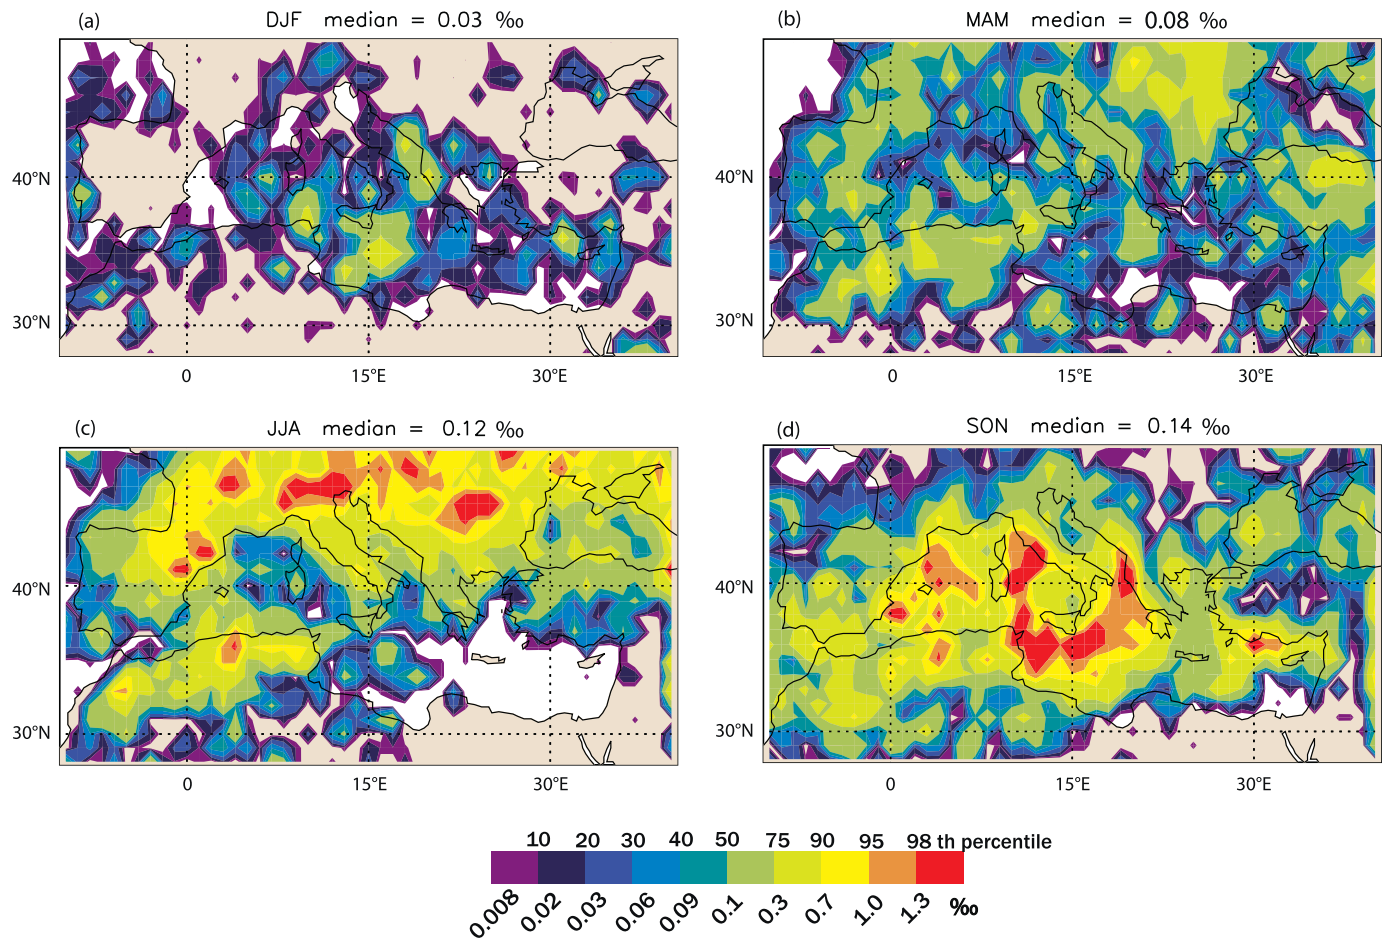 (a) DJF median = 0.03 ‰
(b) MAM median = 0.08 ‰
40°N
30°N
0 15°E 30°E
40°N
30°N
0 15°E 30°E
(c) JJA median = 0.12 ‰
(d) SON median = 0.14 ‰
40°N
30°N
0 15°E 30°E
40°N
30°N
0 15°E 30°E
10 20 30 40 50 75 90 95 98 th percentile
0.008 0.02 0.03 0.06 0.09 0.1 0.3 0.7 1.0 1.3 ‰